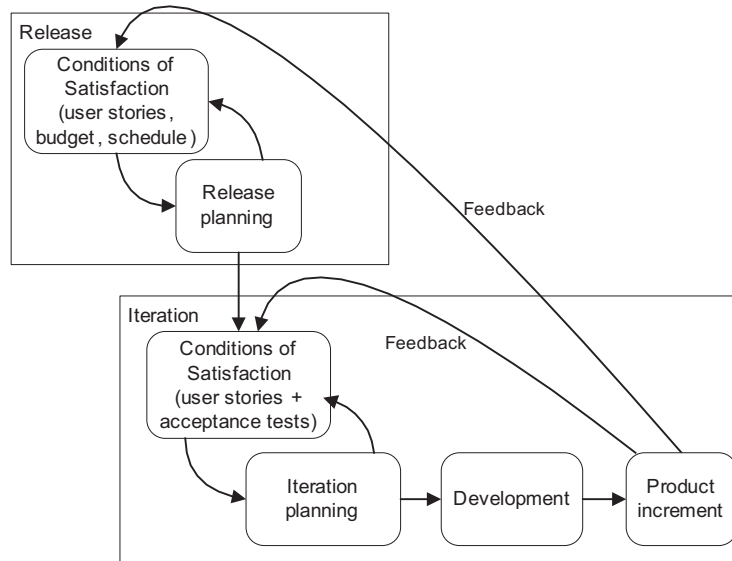 Release
Conditions of
Satisfaction
(user stories,
budget, schedule)
Release
planning
Feedback
Iteration
Conditions of
Satisfaction
(user stories +
acceptance tests)
Feedback
Iteration
planning
Development
Product
increment